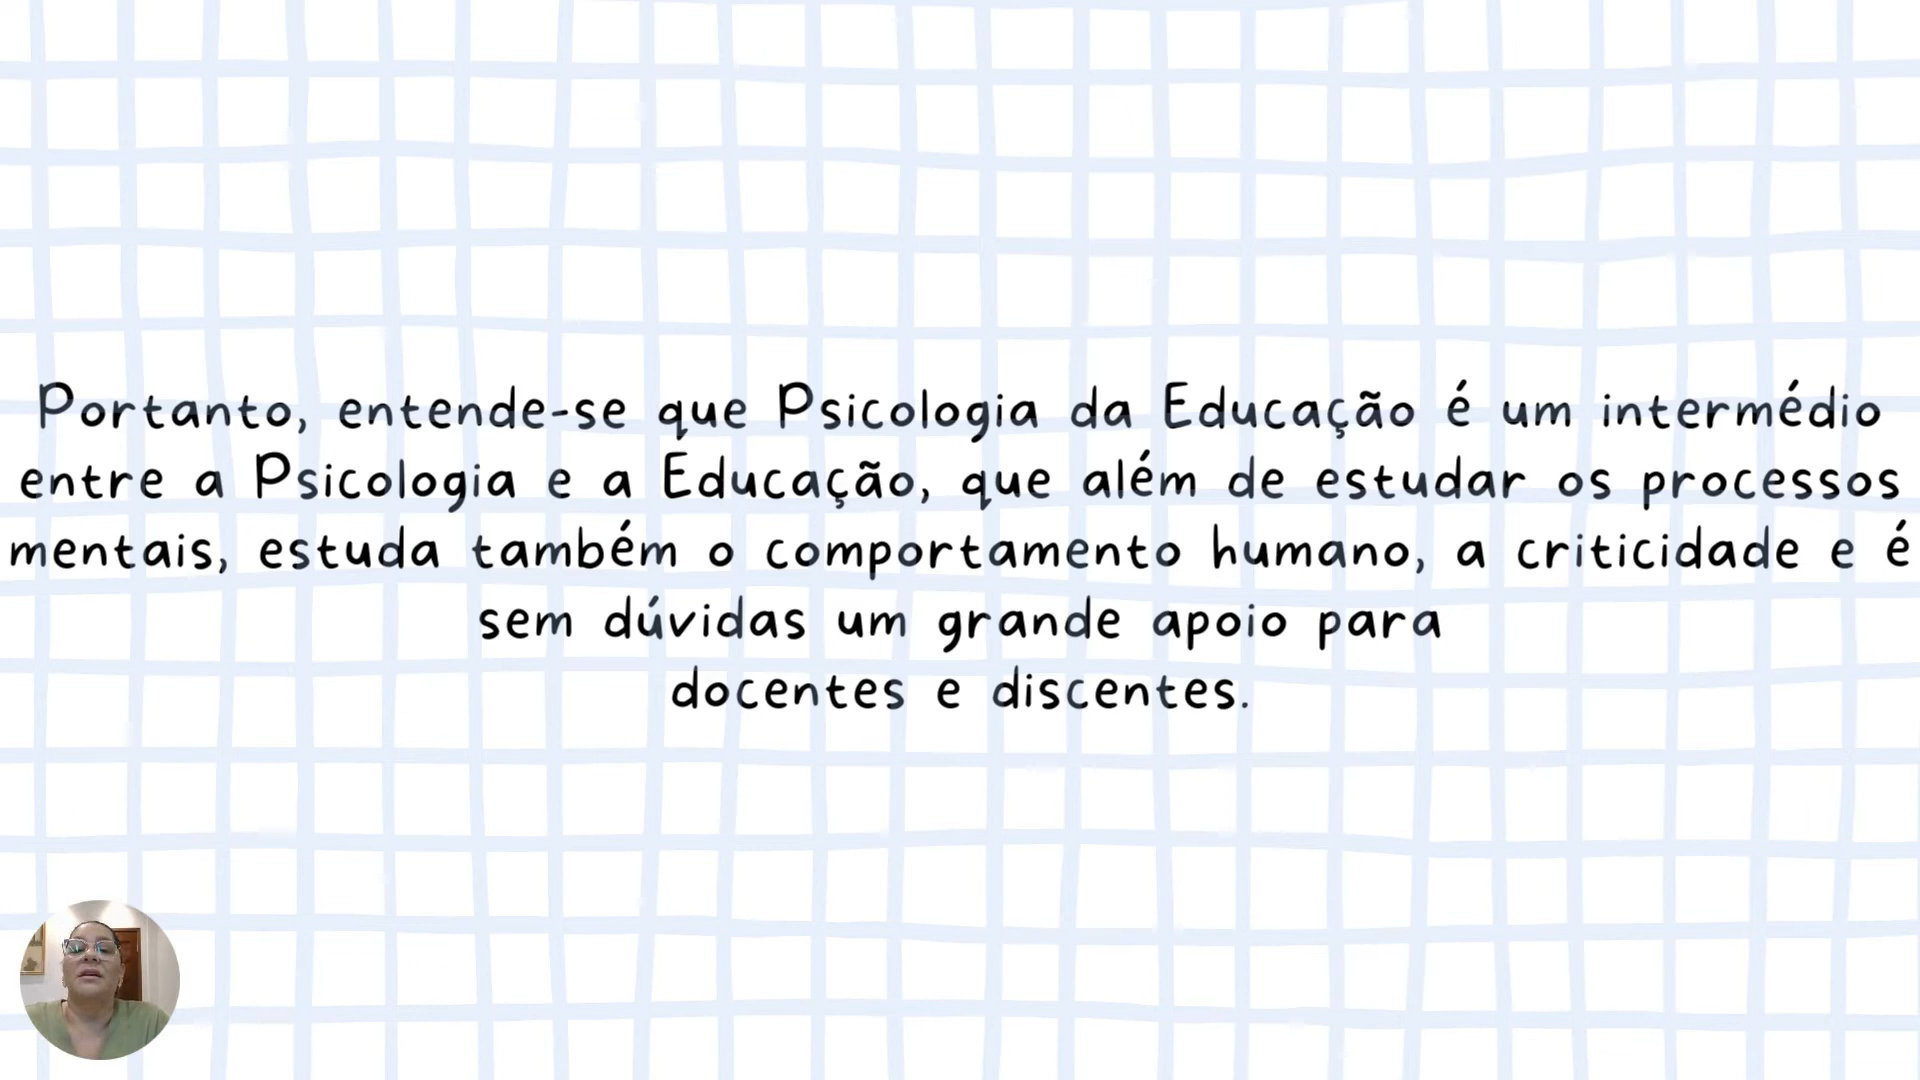 Portanto, entende-se que Psicologia da Educação é um intermédio
entre a Psicologia e a Educação, que além de estudar os processos
mentais, estuda também o comportamento humano, a criticidade e é
sem dúvidas um grande apoio para
docentes e discentes.